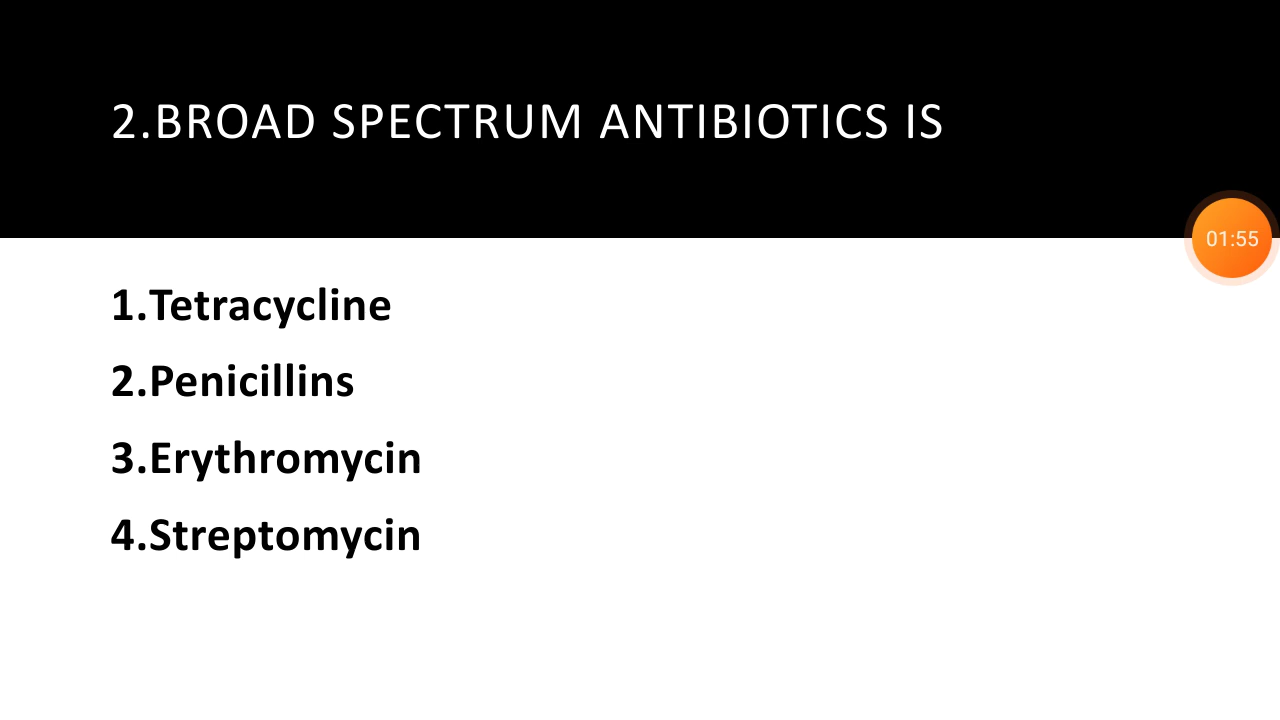 2.BROAD SPECTRUM ANTIBIOTICS IS
01:55
1.Tetracycline
2.Penicillins
3.Erythromycin
4.Streptomycin